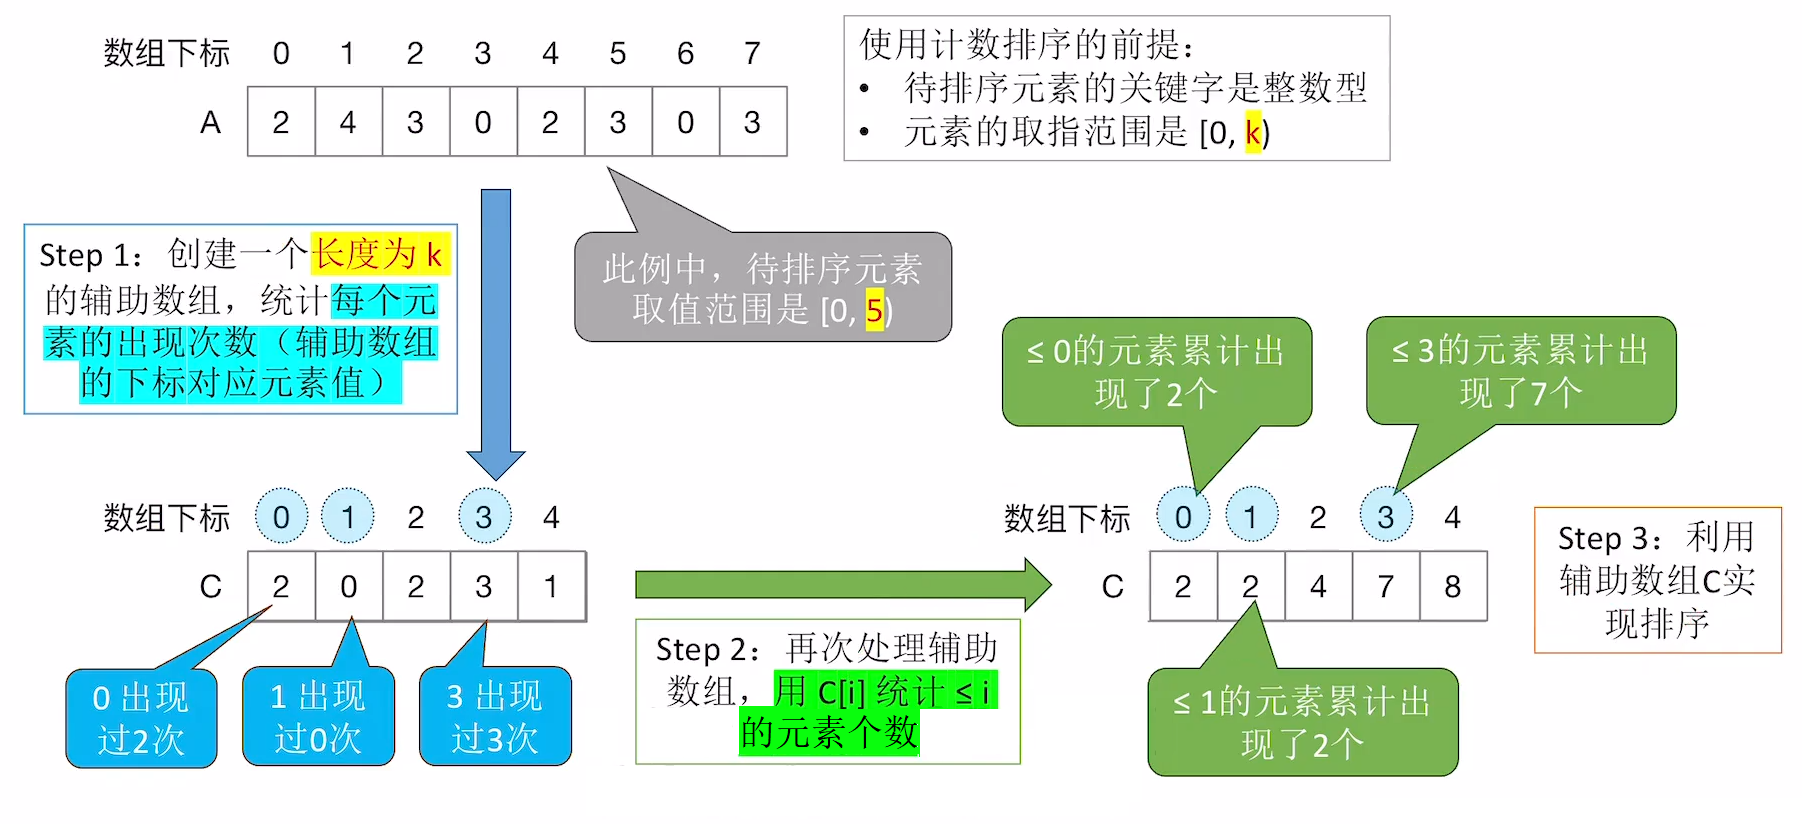 数组下标 0 1 2 3 4 5 6 7
A 2 4 3 0 2 3 0 3
使用计数排序的前提：
• 待排序元素的关键字是整数型
• 元素的取指范围是 [0, k)
此例中，待排序元素
取值范围是 [0, 5)
Step 1：创建一个长度为 k
的辅助数组，统计每个元
素的出现次数（辅助数组
的下标对应元素值）
数组下标 0 1 2 3 4
C 2 0 2 3 1
0 出现
过2次
1 出现
过0次
3 出现
过3次
Step 2：再次处理辅助
数组，用 C[i] 统计 ≤ i
的元素个数
≤ 0的元素累计出
现了2个
≤ 3的元素累计出
现了7个
数组下标 0 1 2 3 4
C 2 2 4 7 8
≤ 1的元素累计出
现了2个
Step 3：利用
辅助数组C实
现排序